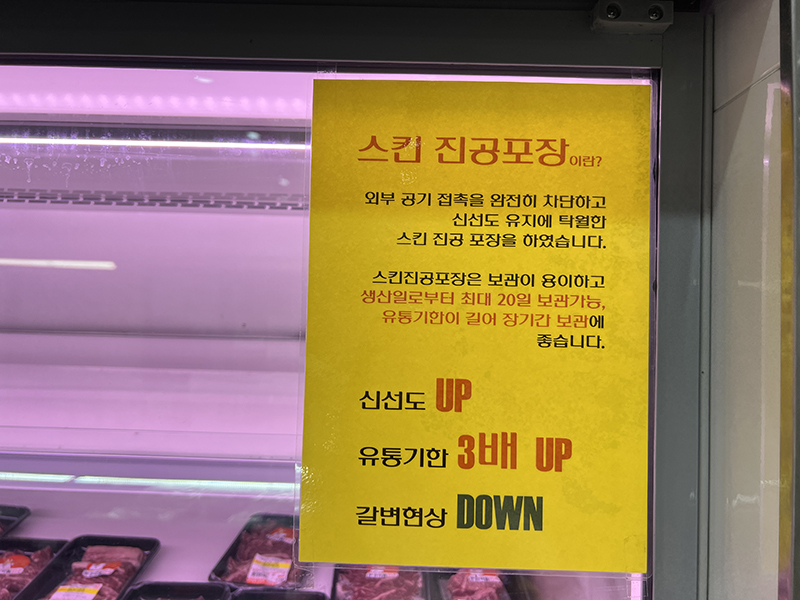 스킨 진공포장이란?
외부 공기 접촉을 완전히 차단하고
신선도 유지에 탁월한
스킨 진공 포장을 하였습니다.
스킨진공포장은 보관이 용이하고
생산일로부터 최대 20일 보관가능,
유통기한이 길어 장기간 보관에
좋습니다.
신선도 UP
유통기한 3배 UP
갈변현상 DOWN